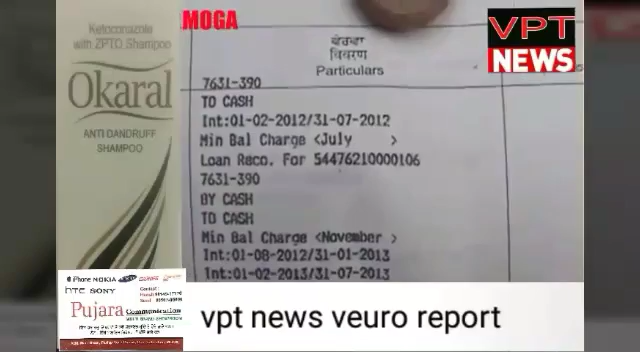 Ketoconazole
with ZPTO Shampoo
Okaral
ANTI DANDRUFF
SHAMPOO
MOGA
VPT
NEWS
ਵੇਰਵਾ
विवरण
Particulars
7631-390
TO CASH
Int:01-02-2012/31-07-2012
Min Bal Charge <July >
Loan Reco. For 54476210000106
7631-390
BY CASH
TO CASH
Min Bal Charge <November >
Int:01-08-2012/31-01-2013
Int:01-02-2013/31-07-2013
iPhone NOKIA
hTC SONY
Pujara Communication
vpt news veuro report